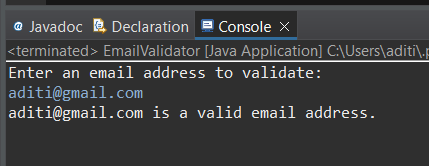 @ Javadoc Declaration Console
<terminated> EmailValidator [Java Application] C:\Users\aditi\.p
Enter an email address to validate:
aditi@gmail.com
aditi@gmail.com is a valid email address.